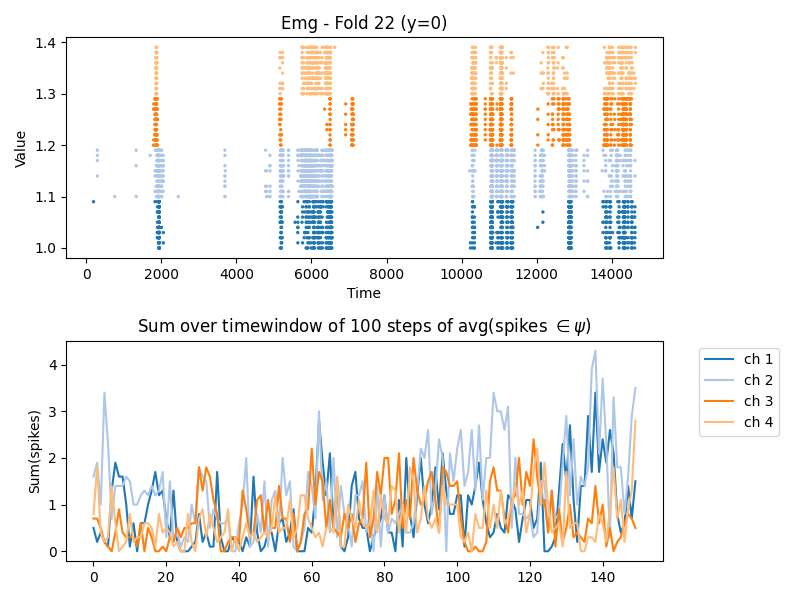 Emg - Fold 22 (y=0)
Value
1.4
1.3
1.2
1.1
1.0
0 2000 4000 6000 8000 10000 12000 14000
Time
Sum over timewindow of 100 steps of avg(spikes ∈ ψ)
Sum(spikes)
4
3
2
1
0
0 20 40 60 80 100 120 140
ch 1
ch 2
ch 3
ch 4